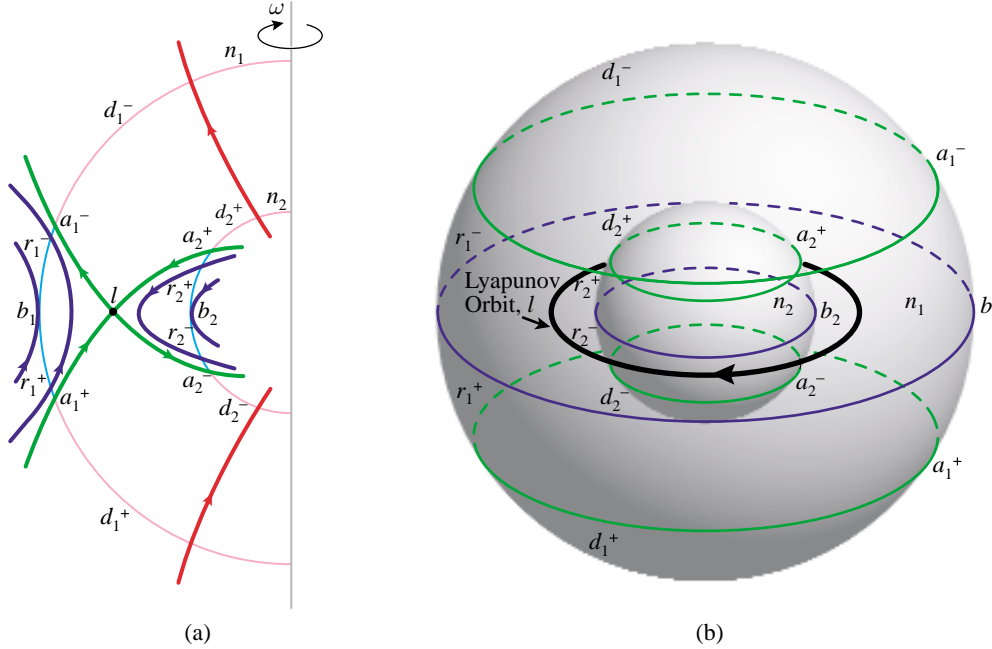 ω
n₁
d₁⁻
n₂
d₂⁺
a₁⁻
a₂⁺
r₁⁻
l
r₂⁺
b₁
b₂
r₂⁻
r₁⁺
a₁⁺
a₂⁻
d₂⁻
d₁⁺
(a)
d₁⁻
a₁⁻
r₁⁻
d₂⁺
a₂⁺
Lyapunov
Orbit, l
r₂⁺
n₂
b₂
n₁
b
r₂⁻
r₁⁺
d₂⁻
a₂⁻
a₁⁺
d₁⁺
(b)